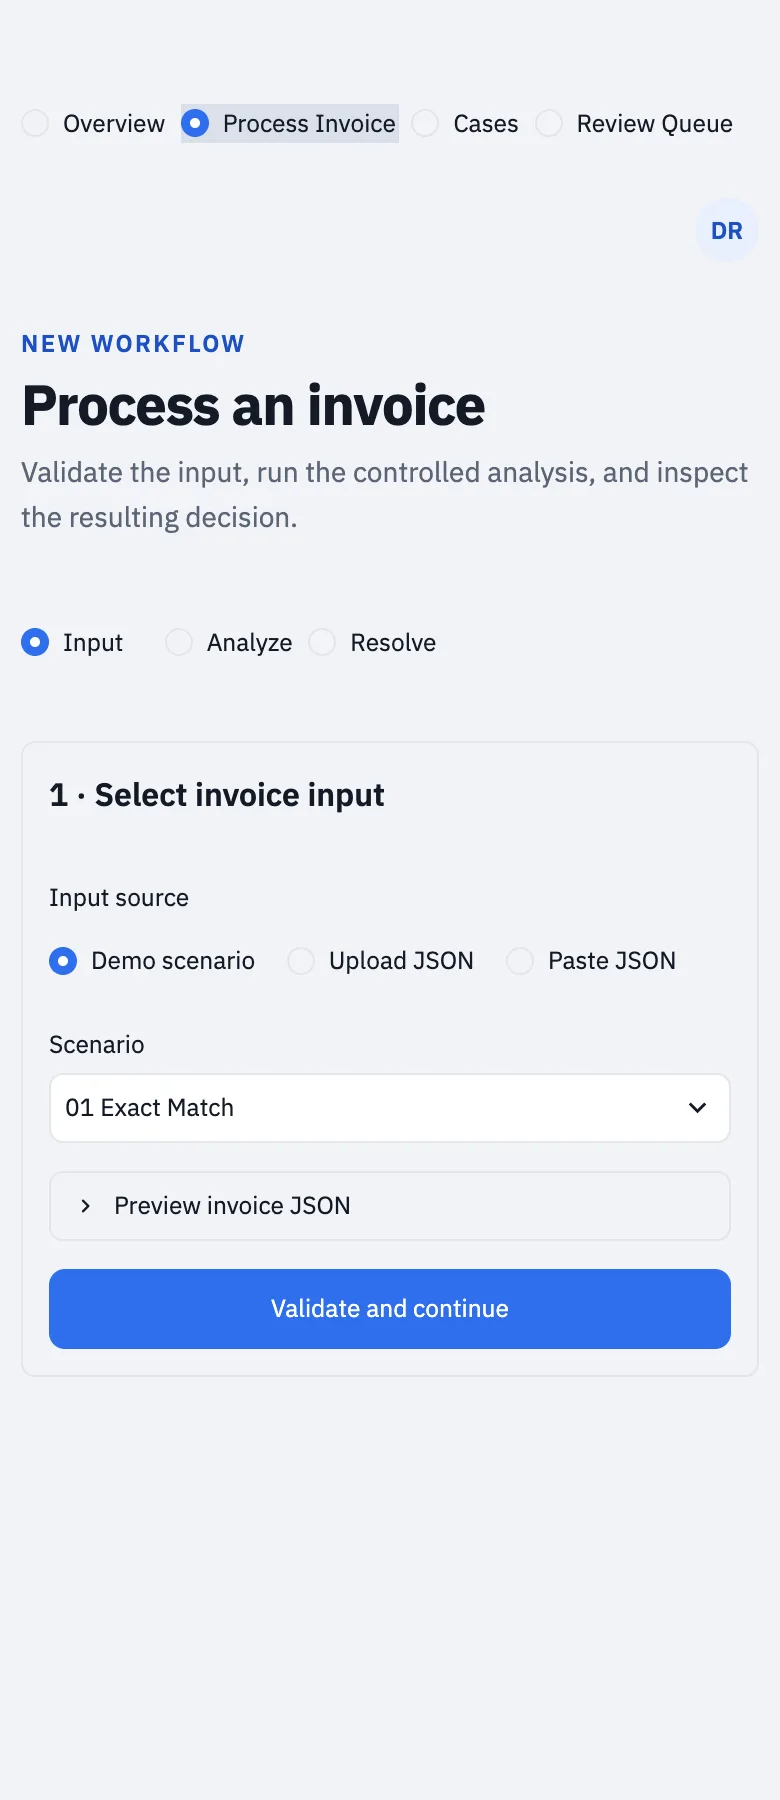 Overview Process Invoice Cases Review Queue
DR
NEW WORKFLOW
Process an invoice
Validate the input, run the controlled analysis, and inspect
the resulting decision.
Input Analyze Resolve
1 · Select invoice input
Input source
Demo scenario Upload JSON Paste JSON
Scenario
01 Exact Match
Preview invoice JSON
Validate and continue